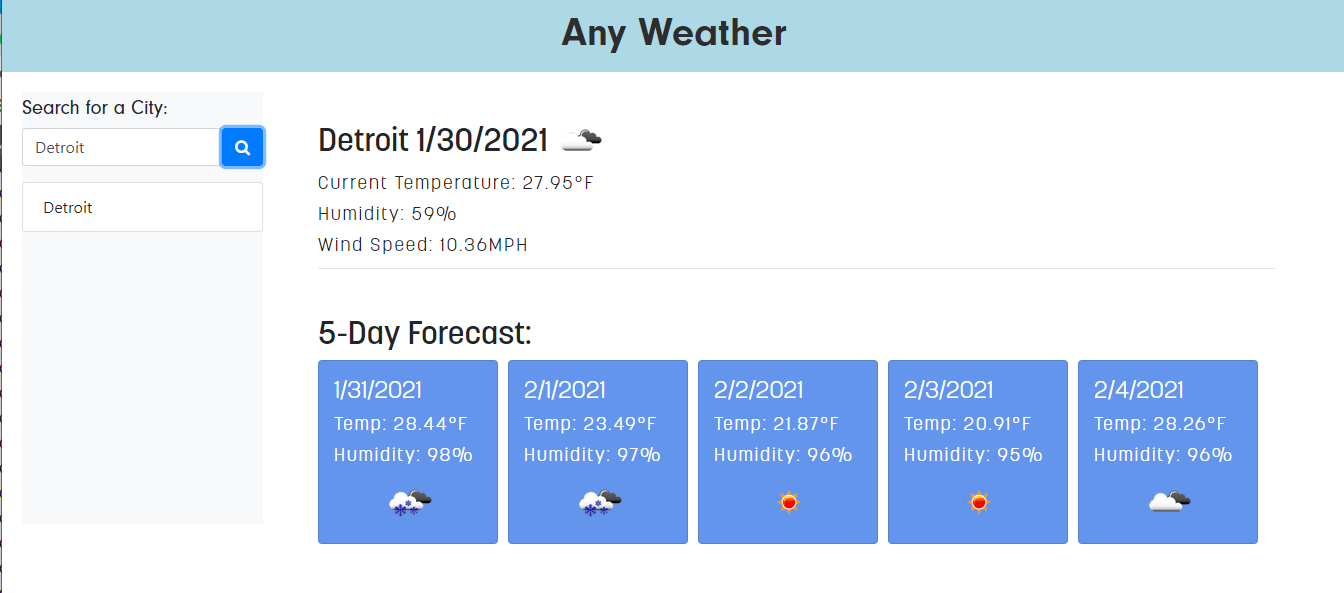 Any Weather
Search for a City:
Detroit
Detroit
Detroit 1/30/2021
Current Temperature: 27.95°F
Humidity: 59%
Wind Speed: 10.36MPH
5-Day Forecast:
1/31/2021
Temp: 28.44°F
Humidity: 98%
2/1/2021
Temp: 23.49°F
Humidity: 97%
2/2/2021
Temp: 21.87°F
Humidity: 96%
2/3/2021
Temp: 20.91°F
Humidity: 95%
2/4/2021
Temp: 28.26°F
Humidity: 96%